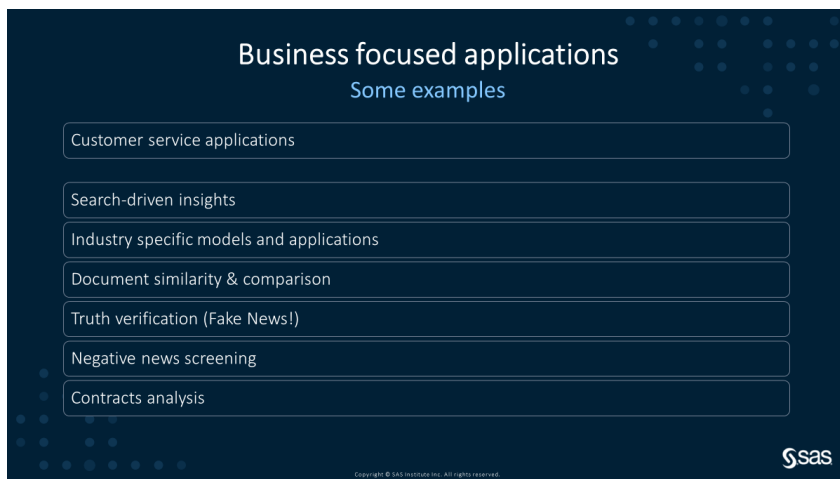 Business focused applications
Some examples
Customer service applications
Search-driven insights
Industry specific models and applications
Document similarity & comparison
Truth verification (Fake News!)
Negative news screening
Contracts analysis
Copyright © SAS Institute Inc. All rights reserved.
sas